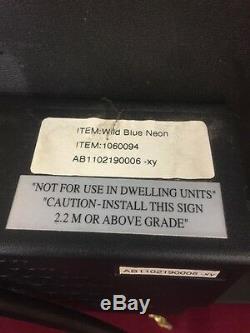 ITEM:Wild Blue Neon
ITEM:1060094
AB1102190006 -xy
"NOT FOR USE IN DWELLING UNITS"
"CAUTION-INSTALL THIS SIGN
2.2 M OR ABOVE GRADE"
AB1102190006 -xy